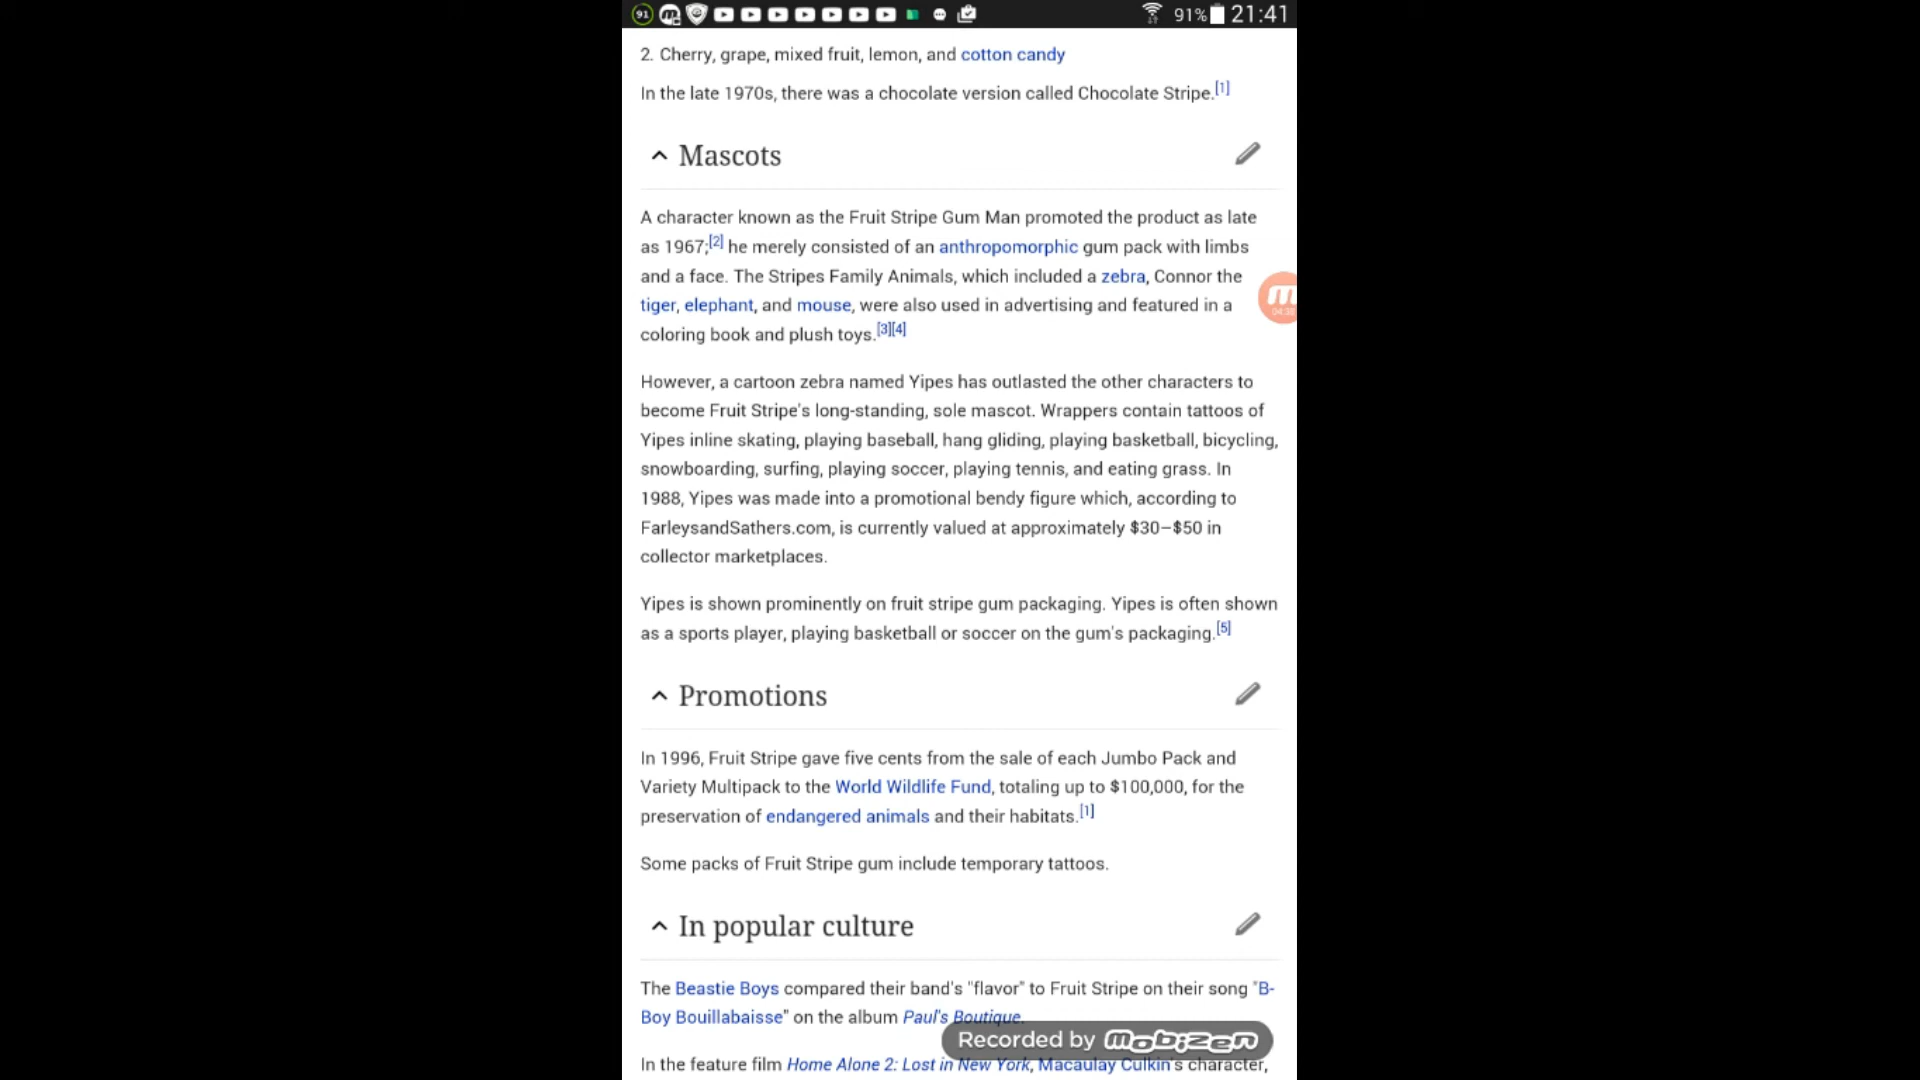 91 91% 21:41
2. Cherry, grape, mixed fruit, lemon, and cotton candy
In the late 1970s, there was a chocolate version called Chocolate Stripe.[1]
Mascots
A character known as the Fruit Stripe Gum Man promoted the product as late
as 1967;[2] he merely consisted of an anthropomorphic gum pack with limbs
and a face. The Stripes Family Animals, which included a zebra, Connor the
tiger, elephant, and mouse, were also used in advertising and featured in a
04:38
coloring book and plush toys.[3][4]
However, a cartoon zebra named Yipes has outlasted the other characters to
become Fruit Stripe's long-standing, sole mascot. Wrappers contain tattoos of
Yipes inline skating, playing baseball, hang gliding, playing basketball, bicycling,
snowboarding, surfing, playing soccer, playing tennis, and eating grass. In
1988, Yipes was made into a promotional bendy figure which, according to
FarleysandSathers.com, is currently valued at approximately $30–$50 in
collector marketplaces.
Yipes is shown prominently on fruit stripe gum packaging. Yipes is often shown
as a sports player, playing basketball or soccer on the gum's packaging.[5]
Promotions
In 1996, Fruit Stripe gave five cents from the sale of each Jumbo Pack and
Variety Multipack to the World Wildlife Fund, totaling up to $100,000, for the
preservation of endangered animals and their habitats.[1]
Some packs of Fruit Stripe gum include temporary tattoos.
In popular culture
The Beastie Boys compared their band's "flavor" to Fruit Stripe on their song "B-
Boy Bouillabaisse" on the album Paul's Boutique.
Recorded by mobizen
In the feature film Home Alone 2: Lost in New York, Macaulay Culkin's character,